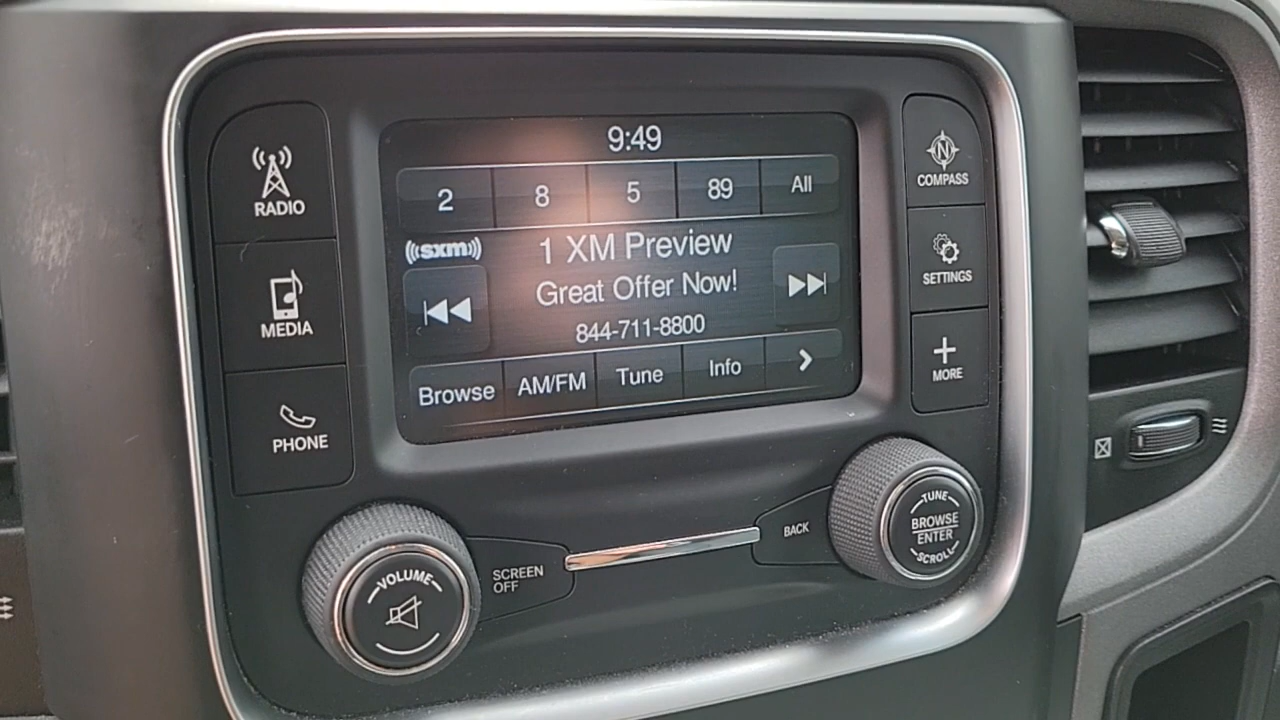 9:49
2 8 5 89 All
((sxm))
1 XM Preview
Great Offer Now!
844-711-8800
Browse AM/FM Tune Info >
RADIO
MEDIA
PHONE
N
COMPASS
SETTINGS
+
MORE
VOLUME
SCREEN
OFF
BACK
TUNE
BROWSE
ENTER
SCROLL